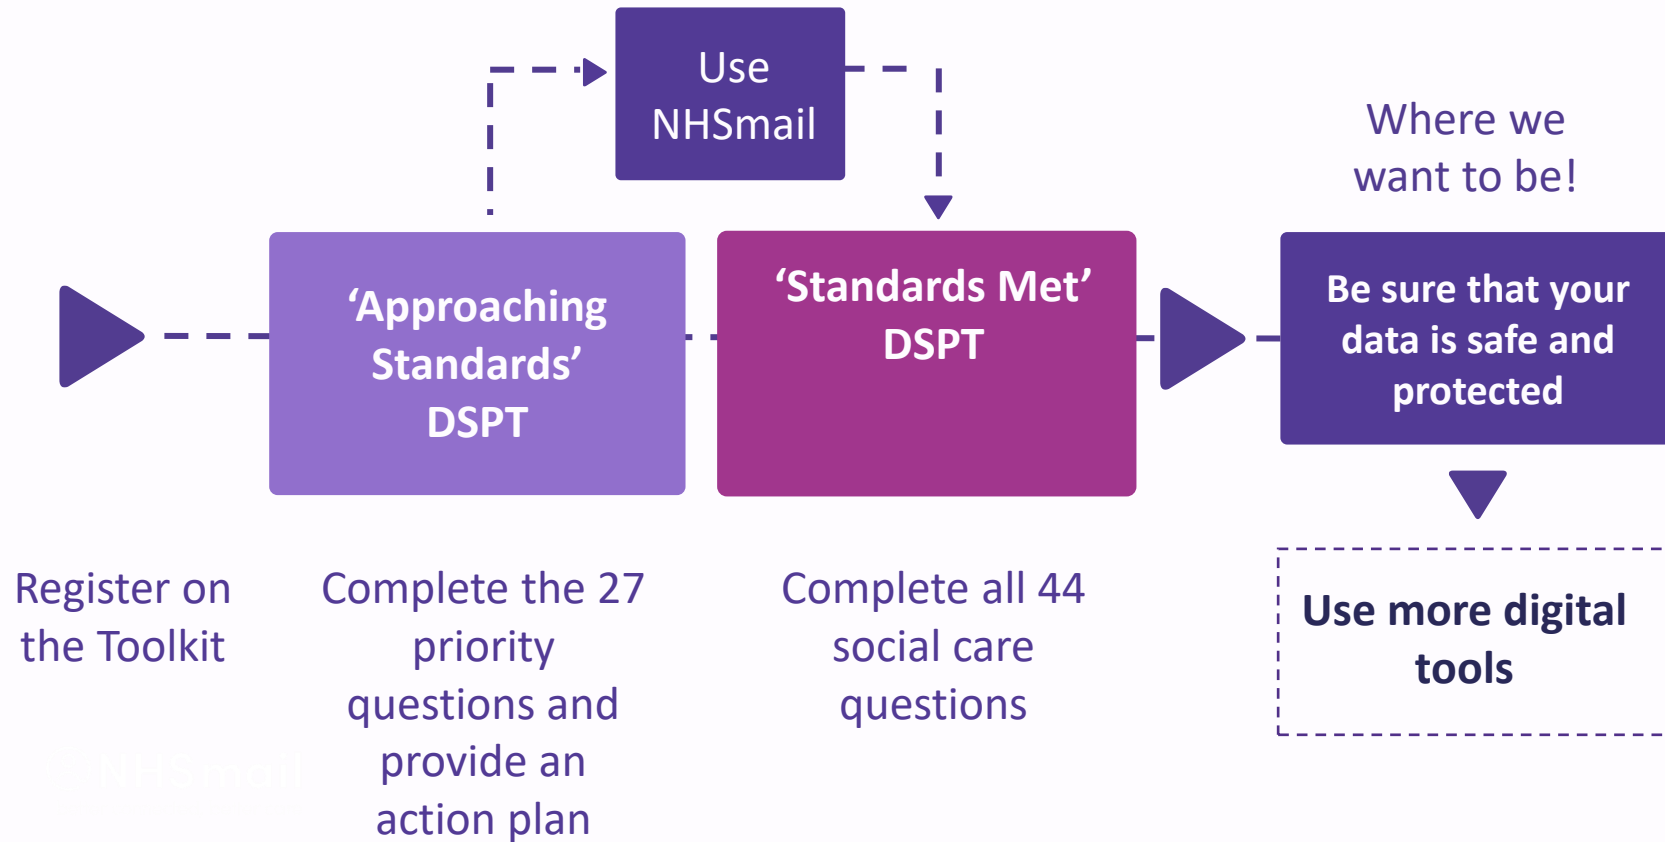 Use
NHSmail
Where we
want to be!
‘Approaching
Standards’
DSPT
‘Standards Met’
DSPT
Be sure that your
data is safe and
protected
Register on
the Toolkit
Complete the 27
priority
questions and
provide an
action plan
Complete all 44
social care
questions
Use more digital
tools
NHSmail